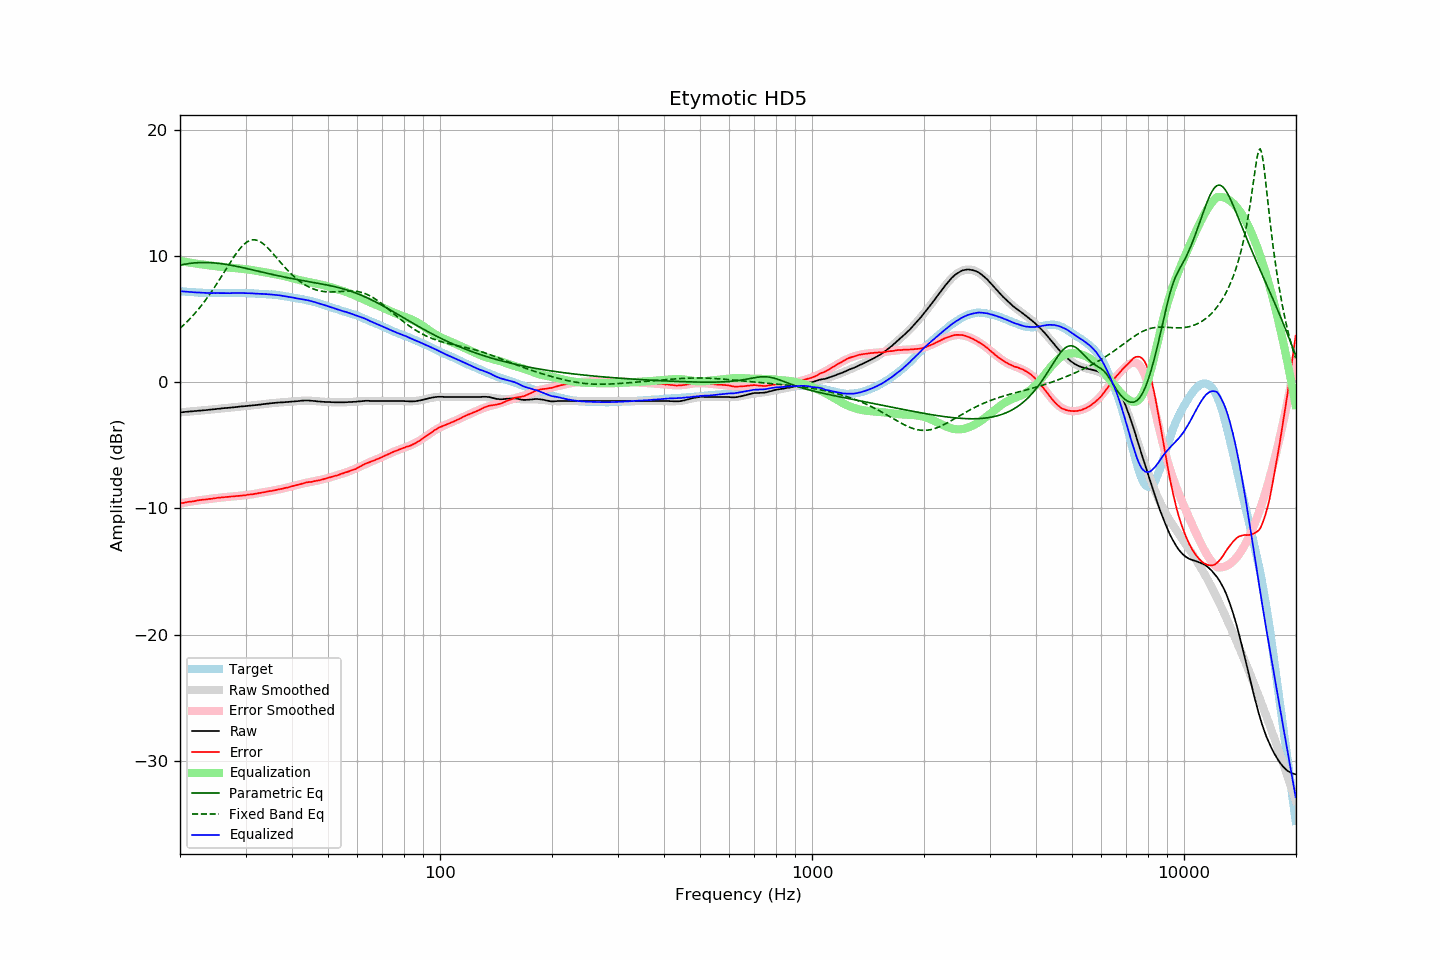 Etymotic HD5
20
10
0
−10
−20
−30
Amplitude (dBr)
Target
Raw Smoothed
Error Smoothed
Raw
Error
Equalization
Parametric Eq
Fixed Band Eq
Equalized
100
1000
10000
Frequency (Hz)